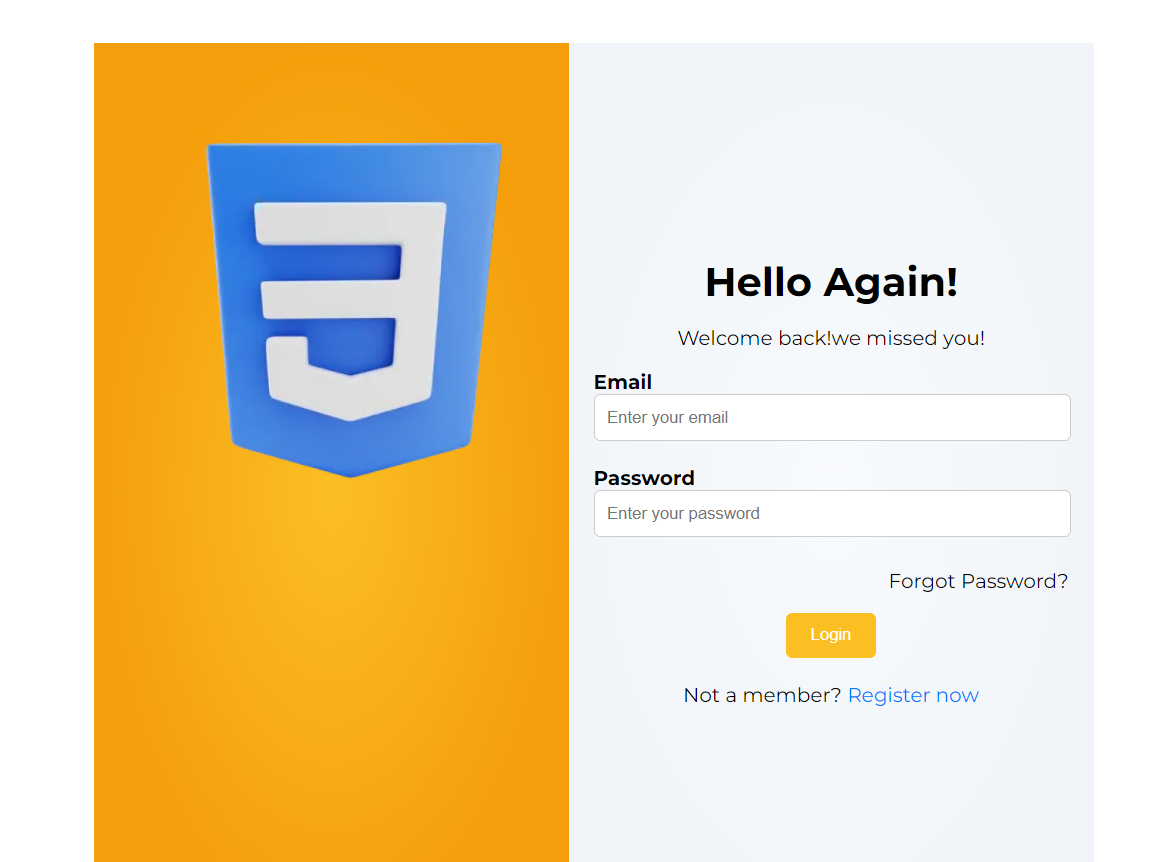 Hello Again!
Welcome back!we missed you!
Email
Enter your email
Password
Enter your password
Forgot Password?
Login
Not a member? Register now